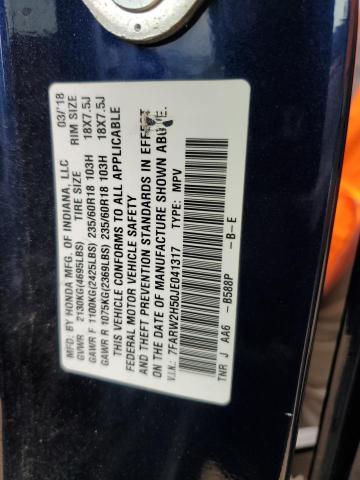 MFD. BY HONDA MFG. OF INDIANA, LLC 03/'18
GVWR 2130KG(4695LBS) TIRE SIZE RIM SIZE
GAWR F 1100KG(2425LBS) 235/60R18 103H 18X7.5J
GAWR R 1075KG(2369LBS) 235/60R18 103H 18X7.5J
THIS VEHICLE CONFORMS TO ALL APPLICABLE
FEDERAL MOTOR VEHICLE SAFETY
AND THEFT PREVENTION STANDARDS IN EFFECT
ON THE DATE OF MANUFACTURE SHOWN ABOVE.
V.I.N.: 7FARW2H50JE041317 TYPE: MPV
TNR J AA6 -B588P -B-E